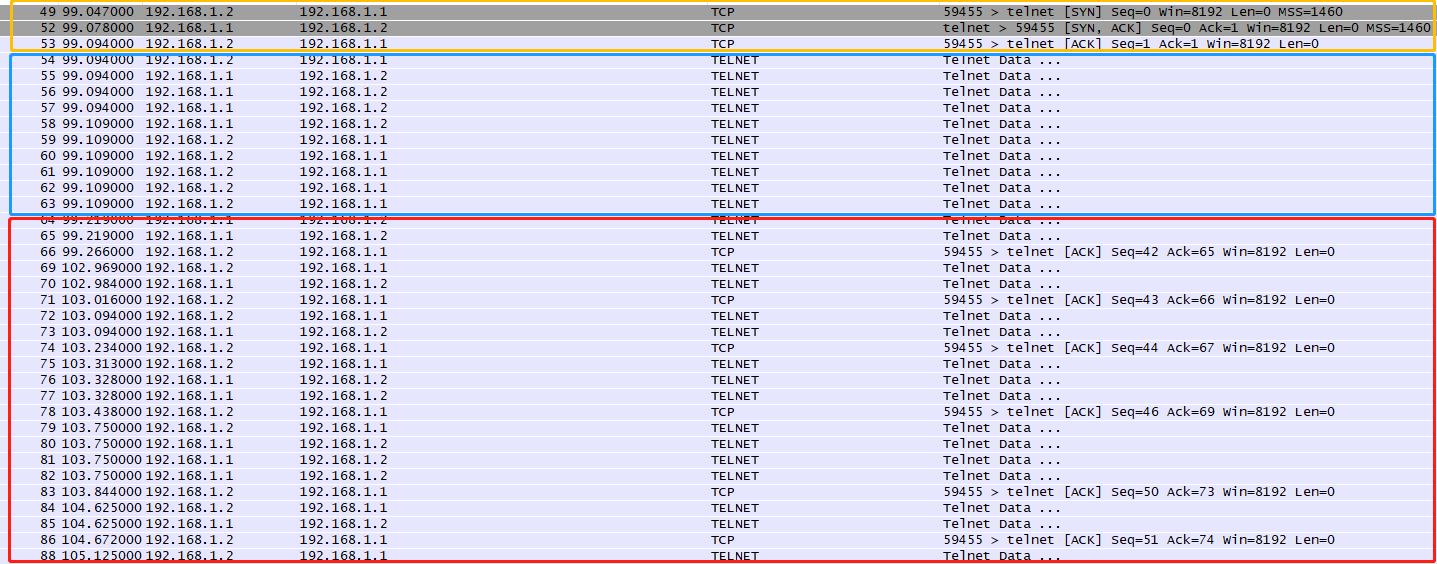 49 99.047000 192.168.1.2 192.168.1.1 TCP 59455 > telnet [SYN] Seq=0 Win=8192 Len=0 MSS=1460
52 99.078000 192.168.1.1 192.168.1.2 TCP telnet > 59455 [SYN, ACK] Seq=0 Ack=1 Win=8192 Len=0 MSS=1460
53 99.094000 192.168.1.2 192.168.1.1 TCP 59455 > telnet [ACK] Seq=1 Ack=1 Win=8192 Len=0
54 99.094000 192.168.1.2 192.168.1.1 TELNET Telnet Data ...
55 99.094000 192.168.1.1 192.168.1.2 TELNET Telnet Data ...
56 99.094000 192.168.1.2 192.168.1.1 TELNET Telnet Data ...
57 99.094000 192.168.1.1 192.168.1.2 TELNET Telnet Data ...
58 99.109000 192.168.1.1 192.168.1.2 TELNET Telnet Data ...
59 99.109000 192.168.1.2 192.168.1.1 TELNET Telnet Data ...
60 99.109000 192.168.1.1 192.168.1.2 TELNET Telnet Data ...
61 99.109000 192.168.1.2 192.168.1.1 TELNET Telnet Data ...
62 99.109000 192.168.1.2 192.168.1.1 TELNET Telnet Data ...
63 99.109000 192.168.1.2 192.168.1.1 TELNET Telnet Data ...
64 99.219000 192.168.1.1 192.168.1.2 TELNET Telnet Data ...
65 99.219000 192.168.1.1 192.168.1.2 TELNET Telnet Data ...
66 99.266000 192.168.1.2 192.168.1.1 TCP 59455 > telnet [ACK] Seq=42 Ack=65 Win=8192 Len=0
69 102.969000 192.168.1.2 192.168.1.1 TELNET Telnet Data ...
70 102.984000 192.168.1.1 192.168.1.2 TELNET Telnet Data ...
71 103.016000 192.168.1.2 192.168.1.1 TCP 59455 > telnet [ACK] Seq=43 Ack=66 Win=8192 Len=0
72 103.094000 192.168.1.2 192.168.1.1 TELNET Telnet Data ...
73 103.094000 192.168.1.1 192.168.1.2 TELNET Telnet Data ...
74 103.234000 192.168.1.2 192.168.1.1 TCP 59455 > telnet [ACK] Seq=44 Ack=67 Win=8192 Len=0
75 103.313000 192.168.1.2 192.168.1.1 TELNET Telnet Data ...
76 103.328000 192.168.1.1 192.168.1.2 TELNET Telnet Data ...
77 103.328000 192.168.1.1 192.168.1.2 TELNET Telnet Data ...
78 103.438000 192.168.1.2 192.168.1.1 TCP 59455 > telnet [ACK] Seq=46 Ack=69 Win=8192 Len=0
79 103.750000 192.168.1.2 192.168.1.1 TELNET Telnet Data ...
80 103.750000 192.168.1.1 192.168.1.2 TELNET Telnet Data ...
81 103.750000 192.168.1.1 192.168.1.2 TELNET Telnet Data ...
82 103.750000 192.168.1.1 192.168.1.2 TELNET Telnet Data ...
83 103.844000 192.168.1.2 192.168.1.1 TCP 59455 > telnet [ACK] Seq=50 Ack=73 Win=8192 Len=0
84 104.625000 192.168.1.2 192.168.1.1 TELNET Telnet Data ...
85 104.625000 192.168.1.1 192.168.1.2 TELNET Telnet Data ...
86 104.672000 192.168.1.2 192.168.1.1 TCP 59455 > telnet [ACK] Seq=51 Ack=74 Win=8192 Len=0
88 105.125000 192.168.1.2 192.168.1.1 TELNET Telnet Data ...